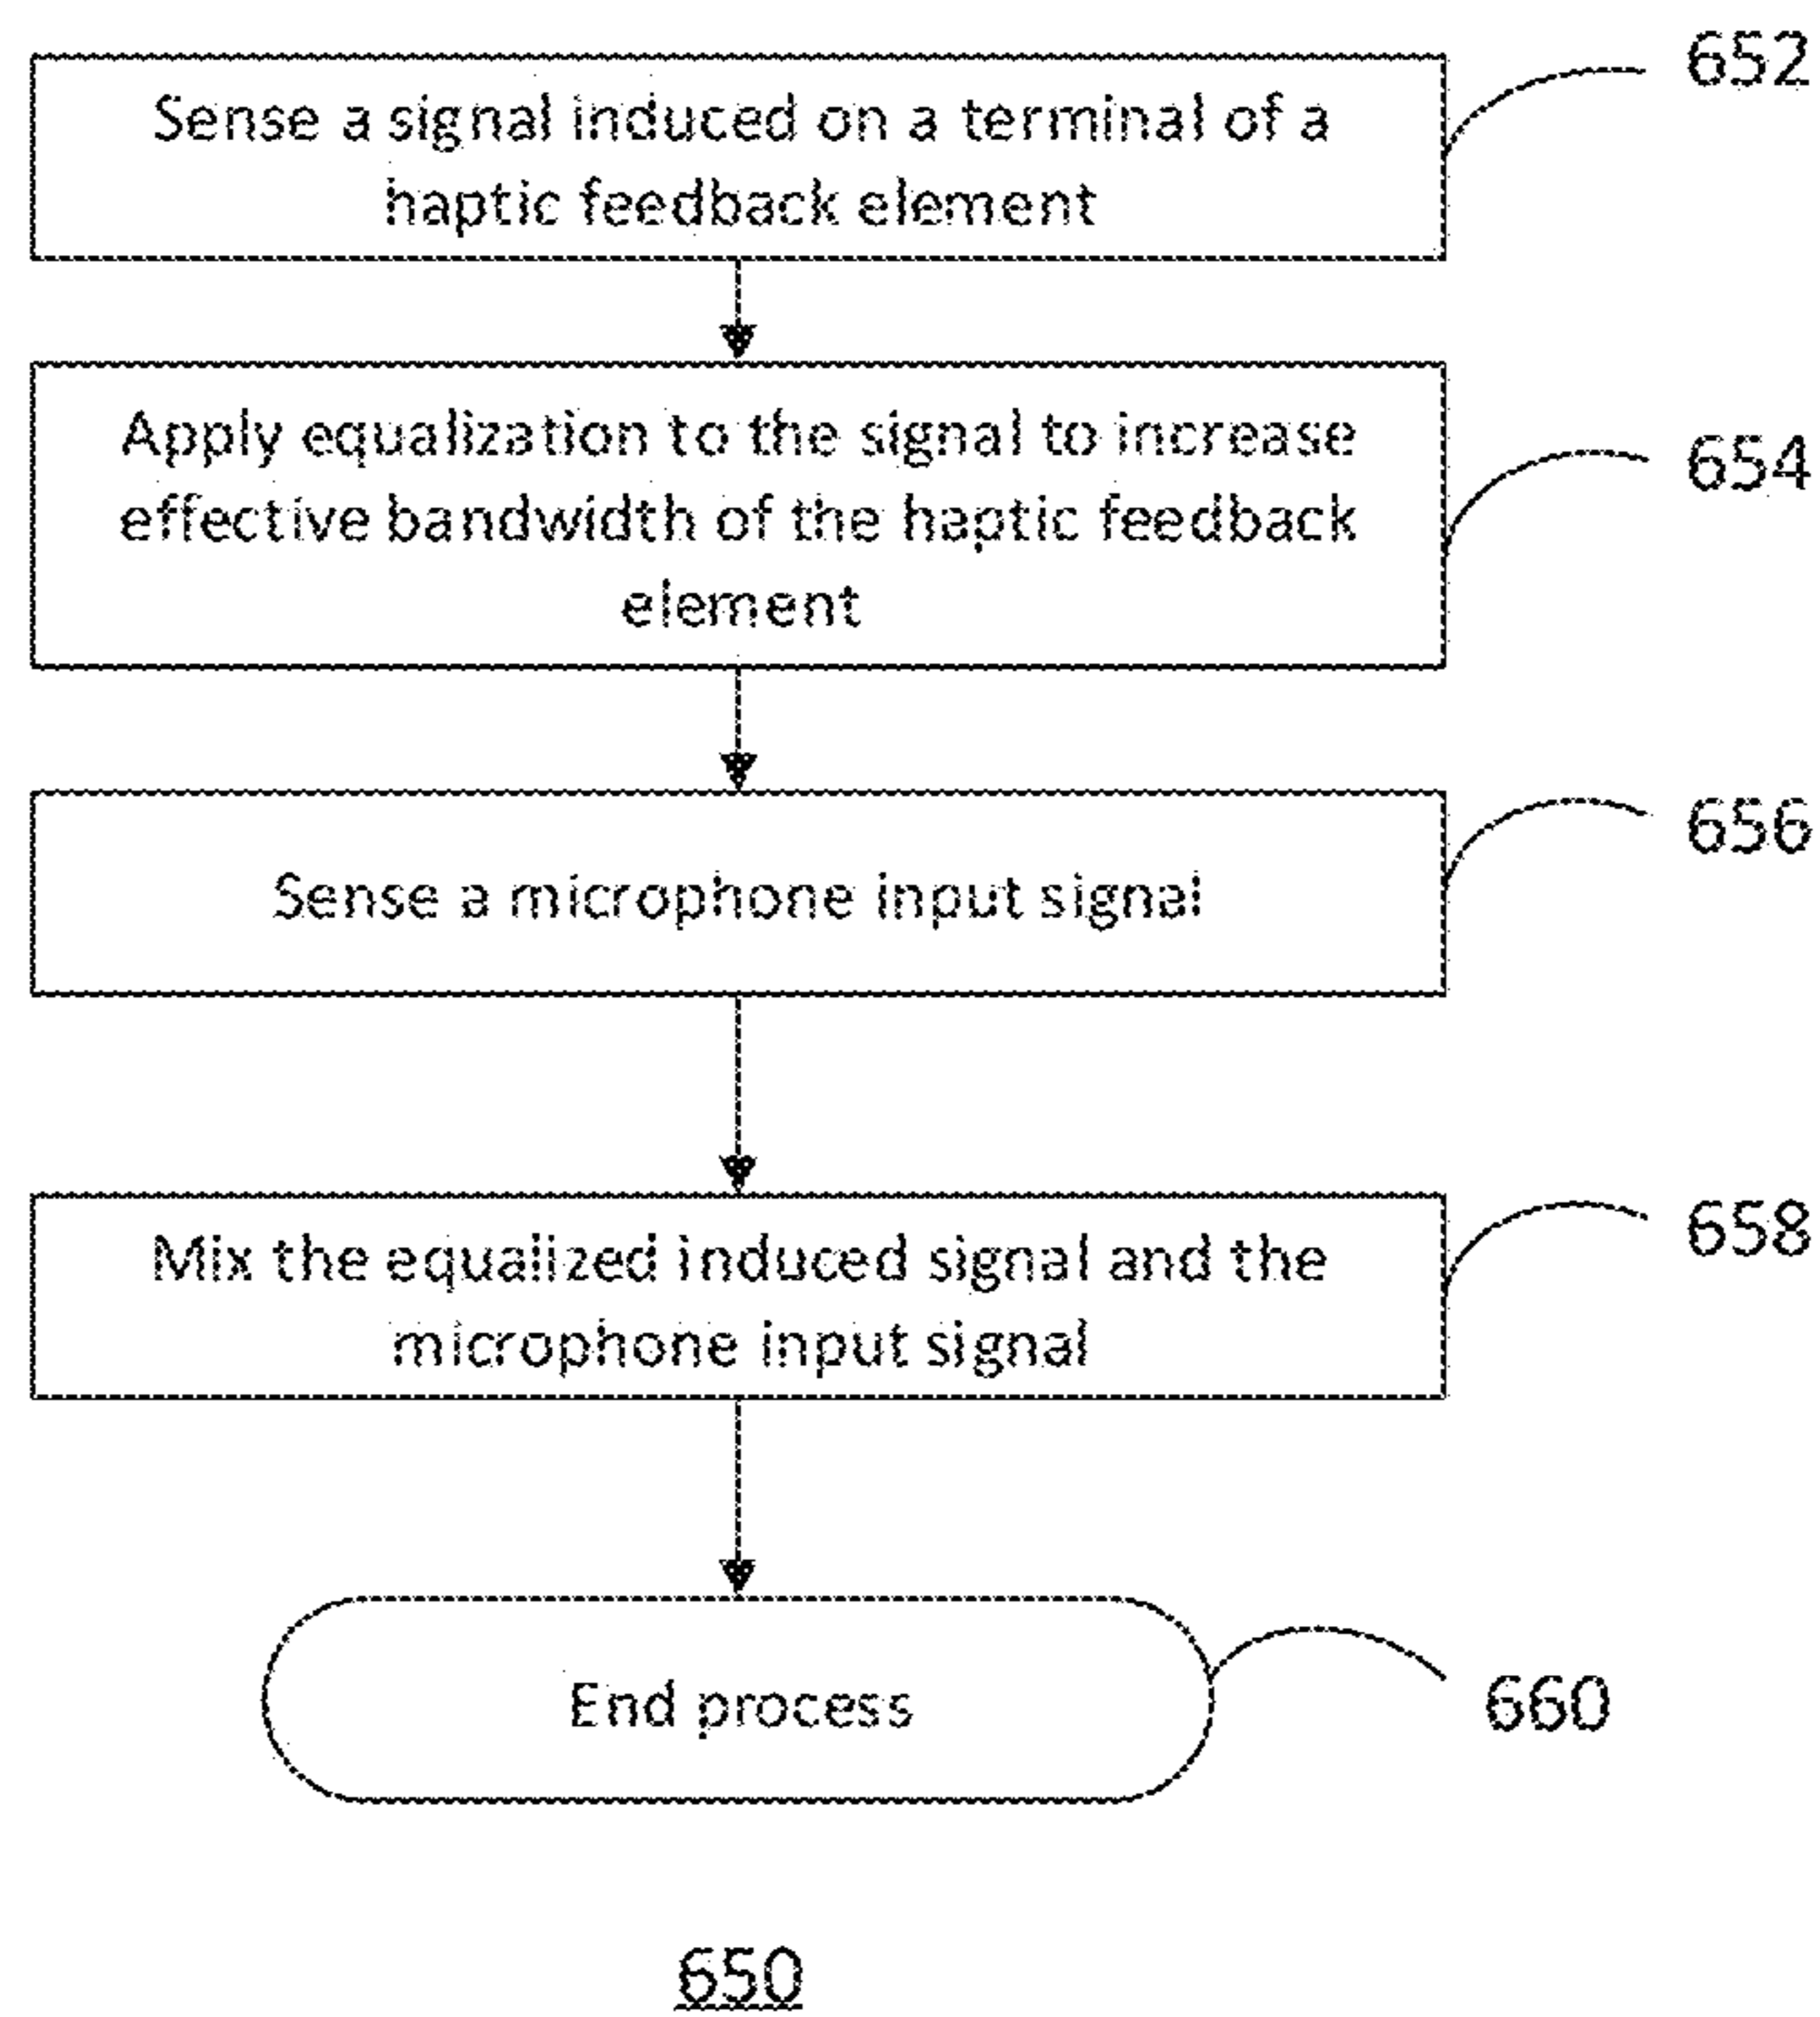 652
Sense a signal induced on a terminal of a
haptic feedback element
654
Apply equalization to the signal to increase
effective bandwidth of the haptic feedback
element
656
Sense a microphone input signal
658
Mix the equalized induced signal and the
microphone input signal
End process
660
650